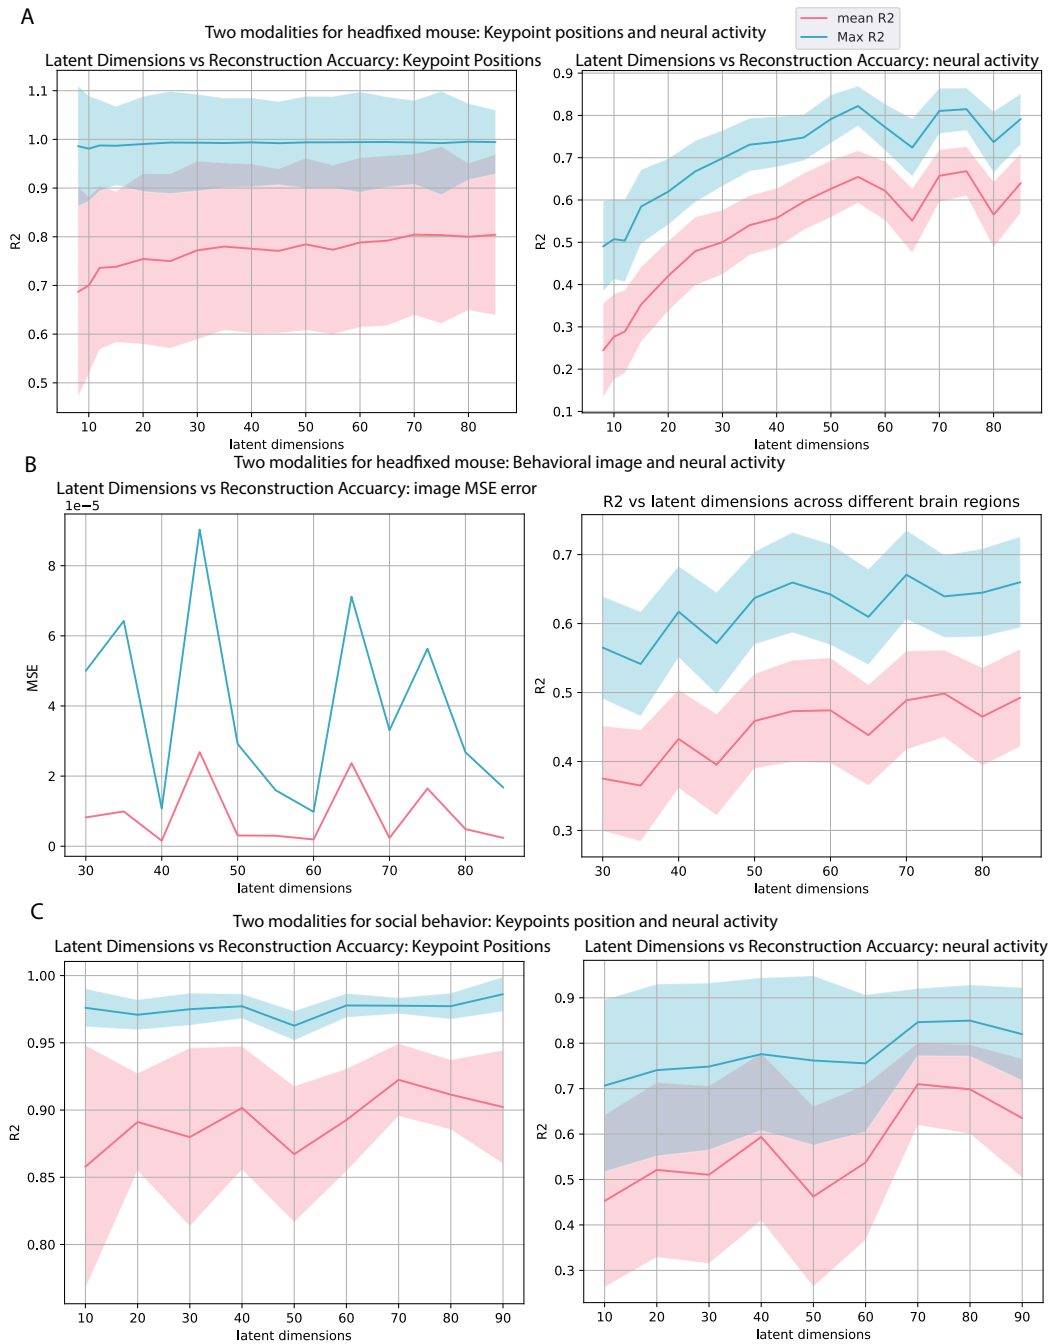 A
Two modalities for headfixed mouse: Keypoint positions and neural activity
mean R2
Max R2
Latent Dimensions vs Reconstruction Accuarcy: Keypoint Positions
R2
1.1
1.0
0.9
0.8
0.7
0.6
0.5
10 20 30 40 50 60 70 80
latent dimensions
Latent Dimensions vs Reconstruction Accuarcy: neural activity
R2
0.9
0.8
0.7
0.6
0.5
0.4
0.3
0.2
0.1
10 20 30 40 50 60 70 80
latent dimensions
B
Two modalities for headfixed mouse: Behavioral image and neural activity
Latent Dimensions vs Reconstruction Accuarcy: image MSE error
1e−5
MSE
8
6
4
2
0
30 40 50 60 70 80
latent dimensions
R2 vs latent dimensions across different brain regions
R2
0.7
0.6
0.5
0.4
0.3
30 40 50 60 70 80
latent dimensions
C
Two modalities for social behavior: Keypoints position and neural activity
Latent Dimensions vs Reconstruction Accuarcy: Keypoint Positions
R2
1.00
0.95
0.90
0.85
0.80
10 20 30 40 50 60 70 80 90
latent dimensions
Latent Dimensions vs Reconstruction Accuarcy: neural activity
R2
0.9
0.8
0.7
0.6
0.5
0.4
0.3
10 20 30 40 50 60 70 80 90
latent dimensions